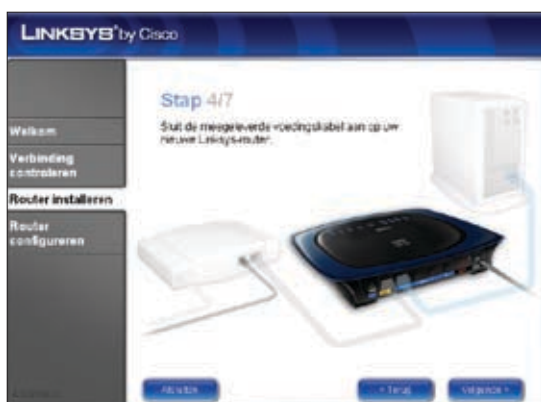 LINKSYS® by Cisco
Stap 4/7
Sluit de meegeleverde voedingskabel aan op uw
nieuwe Linksys-router.
Welkom
Verbinding
controleren
Router installeren
Router
configureren
Afsluiten
< Terug
Volgende >